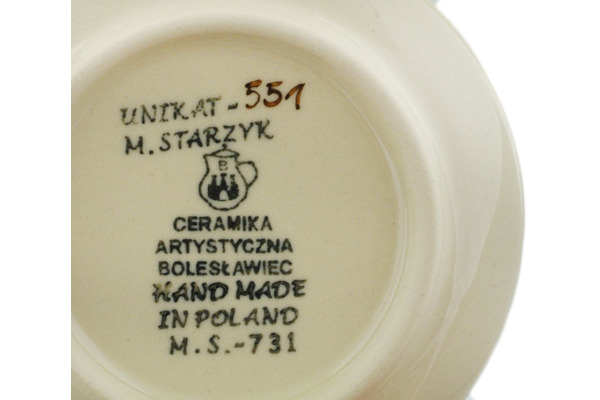 UNIKAT-551
M. STARZYK
B
CERAMIKA
ARTYSTYCZNA
BOLESŁAWIEC
HAND MADE
IN POLAND
M.S.-731